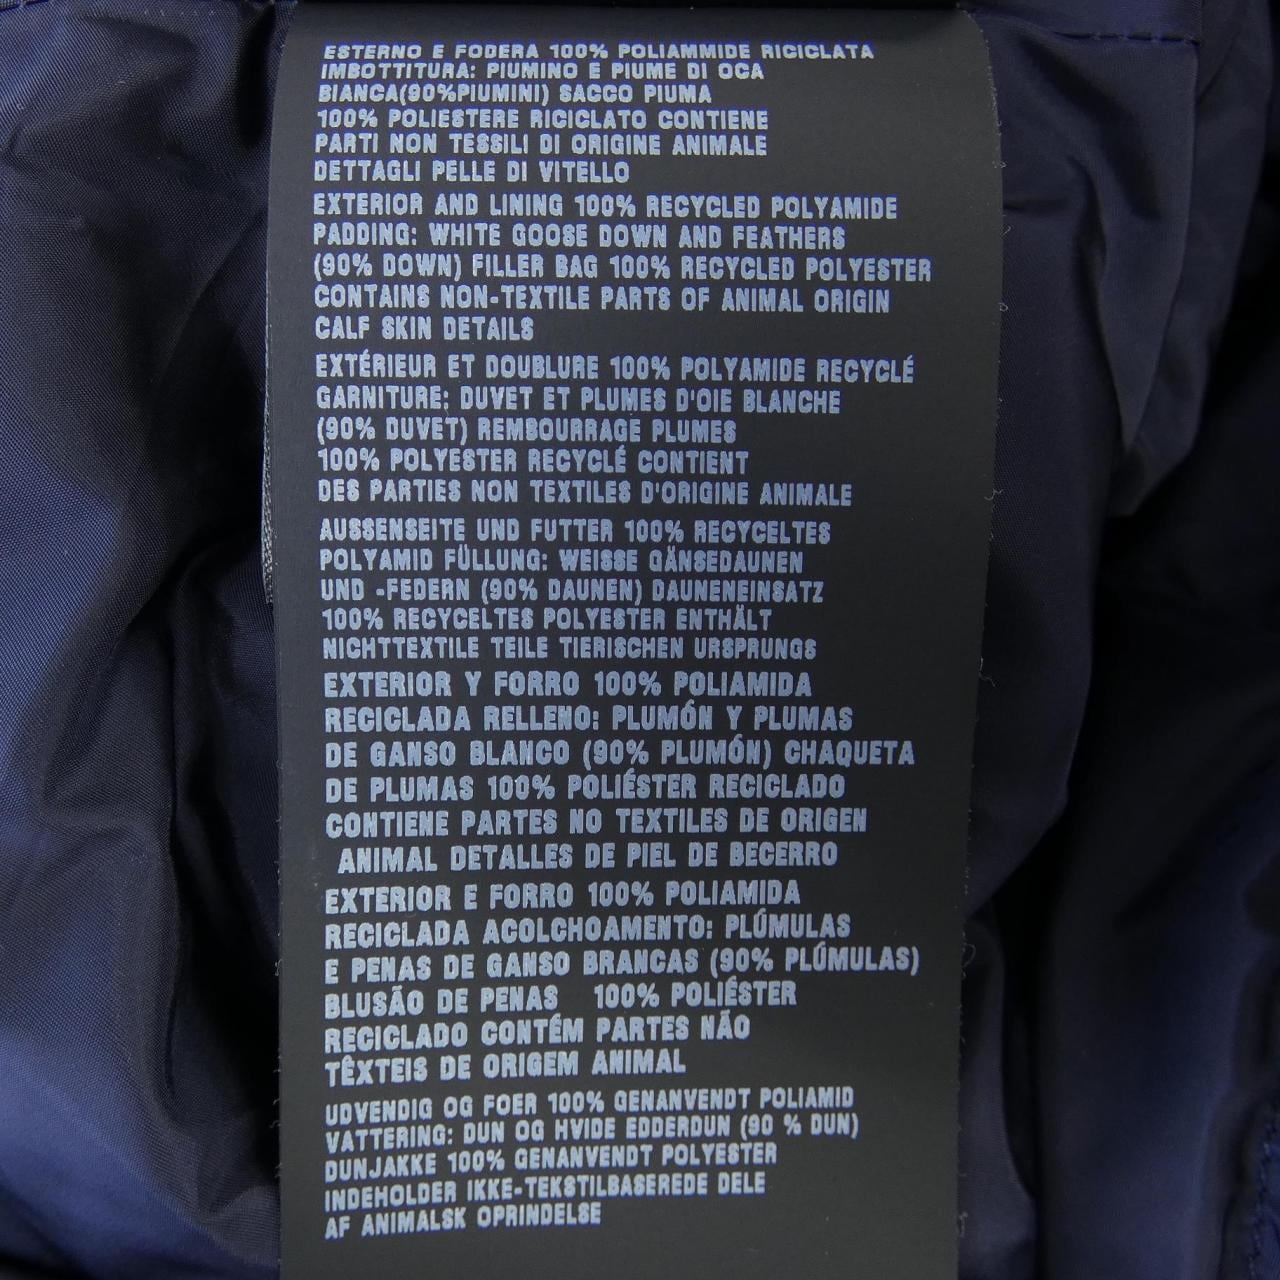 ESTERNO E FODERA 100% POLIAMMIDE RICICLATA
IMBOTTITURA: PIUMINO E PIUME DI OCA
BIANCA(90%PIUMINI) SACCO PIUMA
100% POLIESTERE RICICLATO CONTIENE
PARTI NON TESSILI DI ORIGINE ANIMALE
DETTAGLI PELLE DI VITELLO
EXTERIOR AND LINING 100% RECYCLED POLYAMIDE
PADDING: WHITE GOOSE DOWN AND FEATHERS
(90% DOWN) FILLER BAG 100% RECYCLED POLYESTER
CONTAINS NON-TEXTILE PARTS OF ANIMAL ORIGIN
CALF SKIN DETAILS
EXTÉRIEUR ET DOUBLURE 100% POLYAMIDE RECYCLÉ
GARNITURE: DUVET ET PLUMES D'OIE BLANCHE
(90% DUVET) REMBOURRAGE PLUMES
100% POLYESTER RECYCLÉ CONTIENT
DES PARTIES NON TEXTILES D'ORIGINE ANIMALE
AUSSENSEITE UND FUTTER 100% RECYCELTES
POLYAMID FÜLLUNG: WEISSE GÄNSEDAUNEN
UND -FEDERN (90% DAUNEN) DAUNENEINSATZ
100% RECYCELTES POLYESTER ENTHÄLT
NICHTTEXTILE TEILE TIERISCHEN URSPRUNGS
EXTERIOR Y FORRO 100% POLIAMIDA
RECICLADA RELLENO: PLUMÓN Y PLUMAS
DE GANSO BLANCO (90% PLUMÓN) CHAQUETA
DE PLUMAS 100% POLIÉSTER RECICLADO
CONTIENE PARTES NO TEXTILES DE ORIGEN
ANIMAL DETALLES DE PIEL DE BECERRO
EXTERIOR E FORRO 100% POLIAMIDA
RECICLADA ACOLCHOAMENTO: PLÚMULAS
E PENAS DE GANSO BRANCAS (90% PLÚMULAS)
BLUSÃO DE PENAS 100% POLIÉSTER
RECICLADO CONTÉM PARTES NÃO
TÊXTEIS DE ORIGEM ANIMAL
UDVENDIG OG FOER 100% GENANVENDT POLIAMID
VATTERING: DUN OG HVIDE EDDERDUN (90 % DUN)
DUNJAKKE 100% GENANVENDT POLYESTER
INDEHOLDER IKKE-TEKSTILBASEREDE DELE
AF ANIMALSK OPRINDELSE